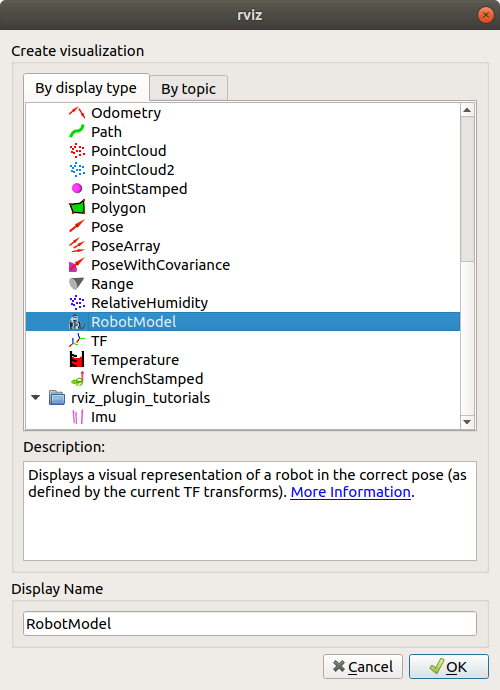 rviz
Create visualization
By display type
By topic
Odometry
Path
PointCloud
PointCloud2
PointStamped
Polygon
Pose
PoseArray
PoseWithCovariance
Range
RelativeHumidity
RobotModel
TF
Temperature
WrenchStamped
rviz_plugin_tutorials
Imu
Description:
Displays a visual representation of a robot in the correct pose (as
defined by the current TF transforms). More Information.
Display Name
RobotModel
Cancel
OK